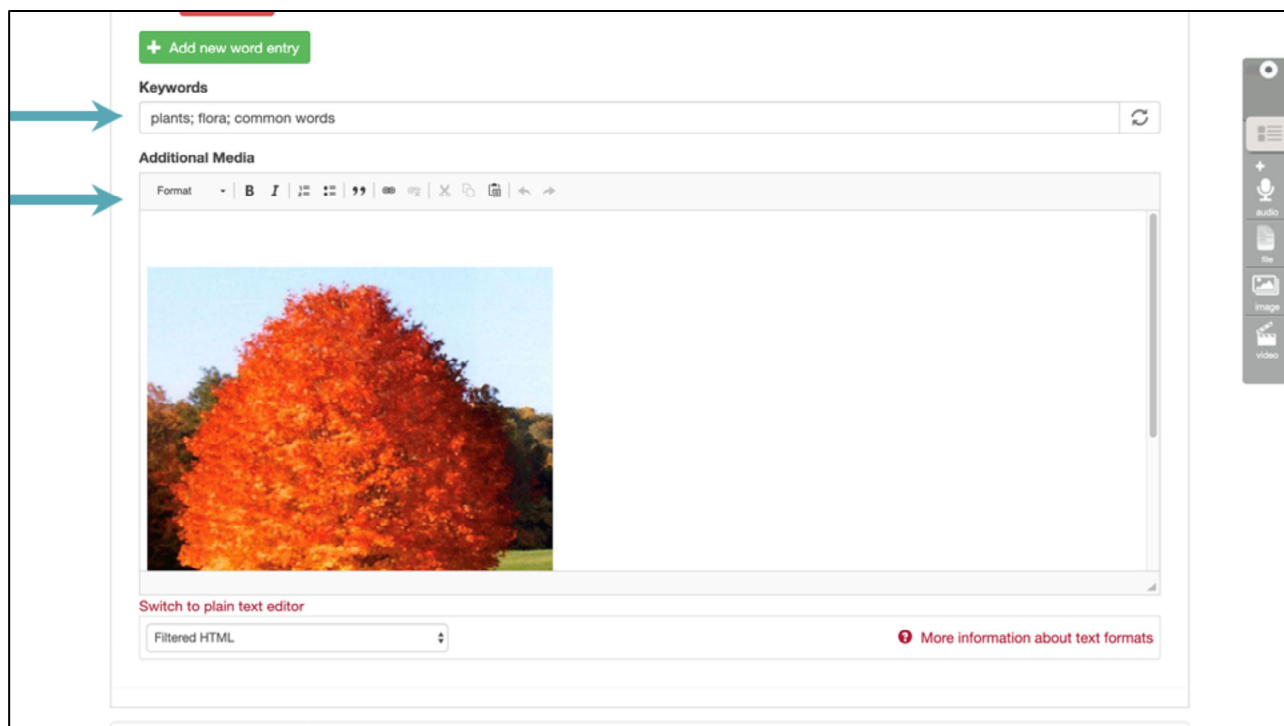 Add new word entry
Keywords
plants; flora; common words
Additional Media
Format
B I
audio
file
image
video
Switch to plain text editor
Filtered HTML
More information about text formats